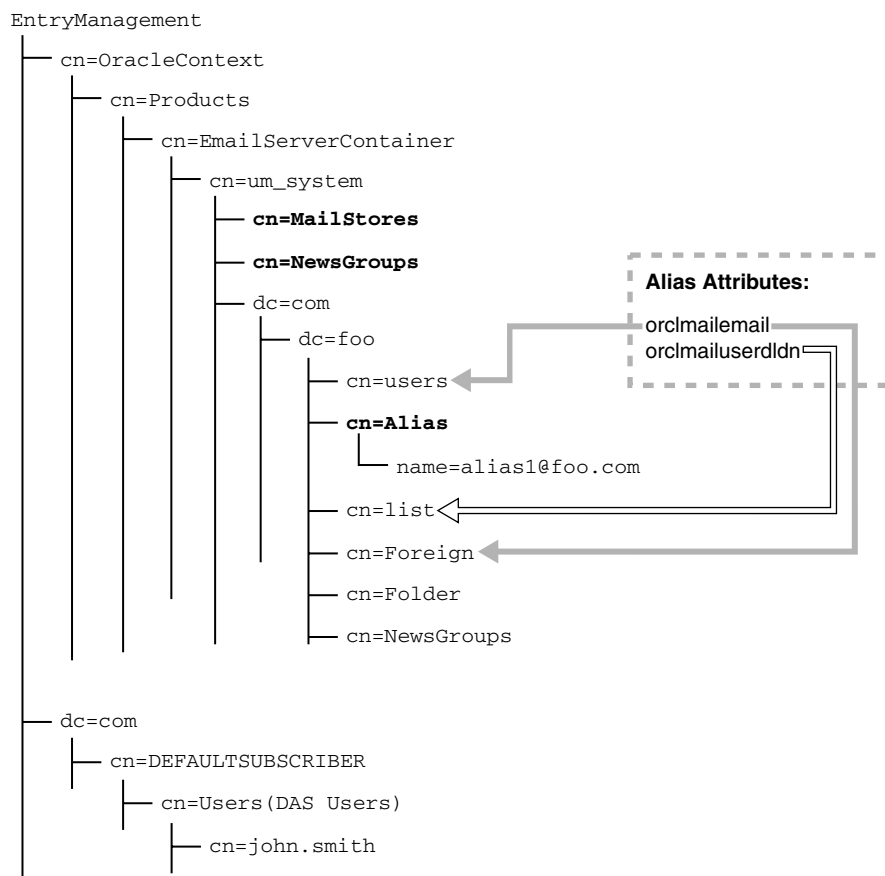 EntryManagement
cn=OracleContext
cn=Products
cn=EmailServerContainer
cn=um_system
cn=MailStores
cn=NewsGroups
dc=com
dc=foo
cn=users
cn=Alias
name=alias1@foo.com
cn=list
cn=Foreign
cn=Folder
cn=NewsGroups
Alias Attributes:
orclmailemail
orclmailuserdldn
dc=com
cn=DEFAULTSUBSCRIBER
cn=Users(DAS Users)
cn=john.smith